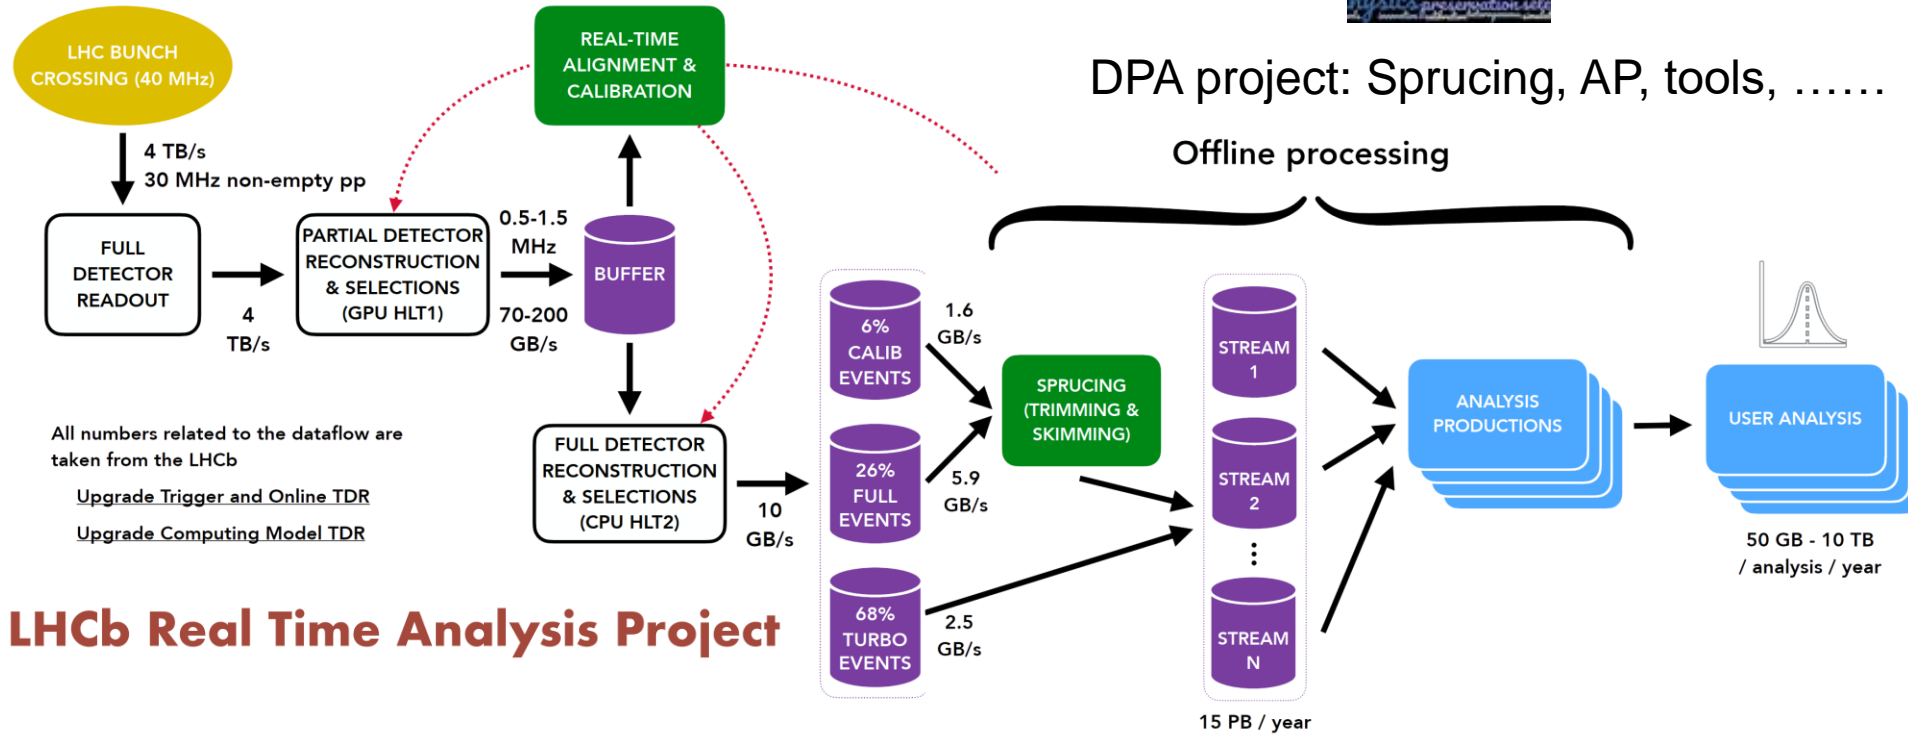 physics preservation sele
DPA project: Sprucing, AP, tools, ......
LHC BUNCH
CROSSING (40 MHz)
REAL-TIME
ALIGNMENT &
CALIBRATION
Offline processing
4 TB/s
30 MHz non-empty pp
FULL
DETECTOR
READOUT
4
TB/s
PARTIAL DETECTOR
RECONSTRUCTION
& SELECTIONS
(GPU HLT1)
0.5-1.5
MHz
70-200
GB/s
BUFFER
FULL DETECTOR
RECONSTRUCTION
& SELECTIONS
(CPU HLT2)
10
GB/s
6%
CALIB
EVENTS
1.6
GB/s
26%
FULL
EVENTS
5.9
GB/s
68%
TURBO
EVENTS
2.5
GB/s
SPRUCING
(TRIMMING &
SKIMMING)
STREAM
1
STREAM
2
STREAM
N
15 PB / year
ANALYSIS
PRODUCTIONS
USER ANALYSIS
50 GB - 10 TB
/ analysis / year
All numbers related to the dataflow are
taken from the LHCb
Upgrade Trigger and Online TDR
Upgrade Computing Model TDR
LHCb Real Time Analysis Project